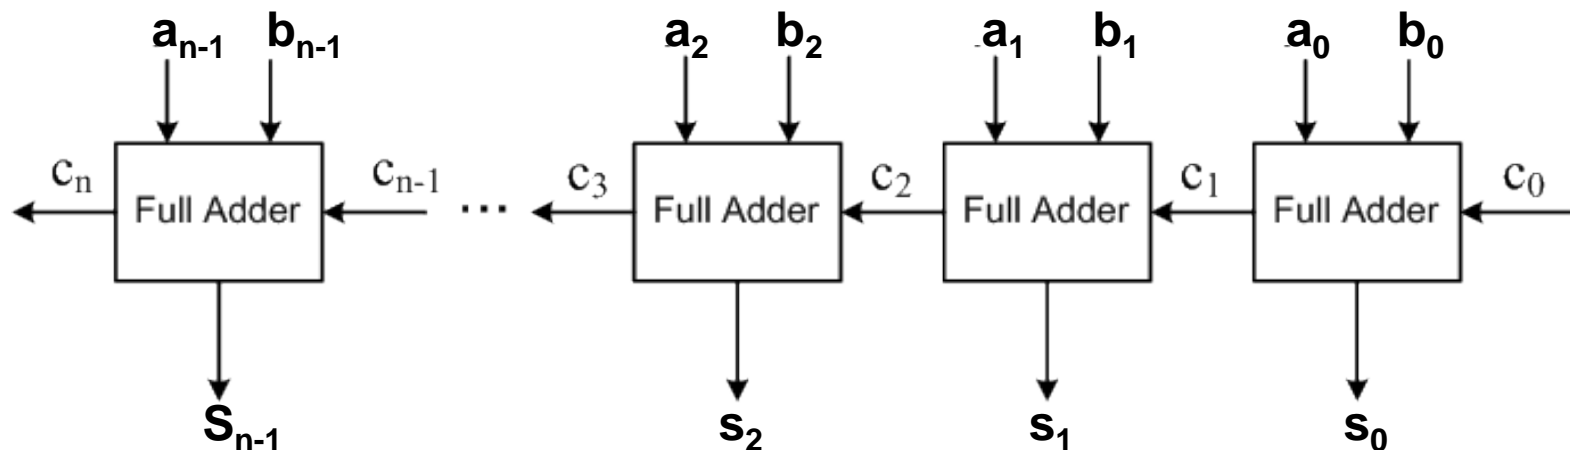 aₙ₋₁ bₙ₋₁ a₂ b₂ a₁ b₁ a₀ b₀
cₙ Full Adder cₙ₋₁ ... c₃ Full Adder c₂ Full Adder c₁ Full Adder c₀
Sₙ₋₁ s₂ s₁ s₀